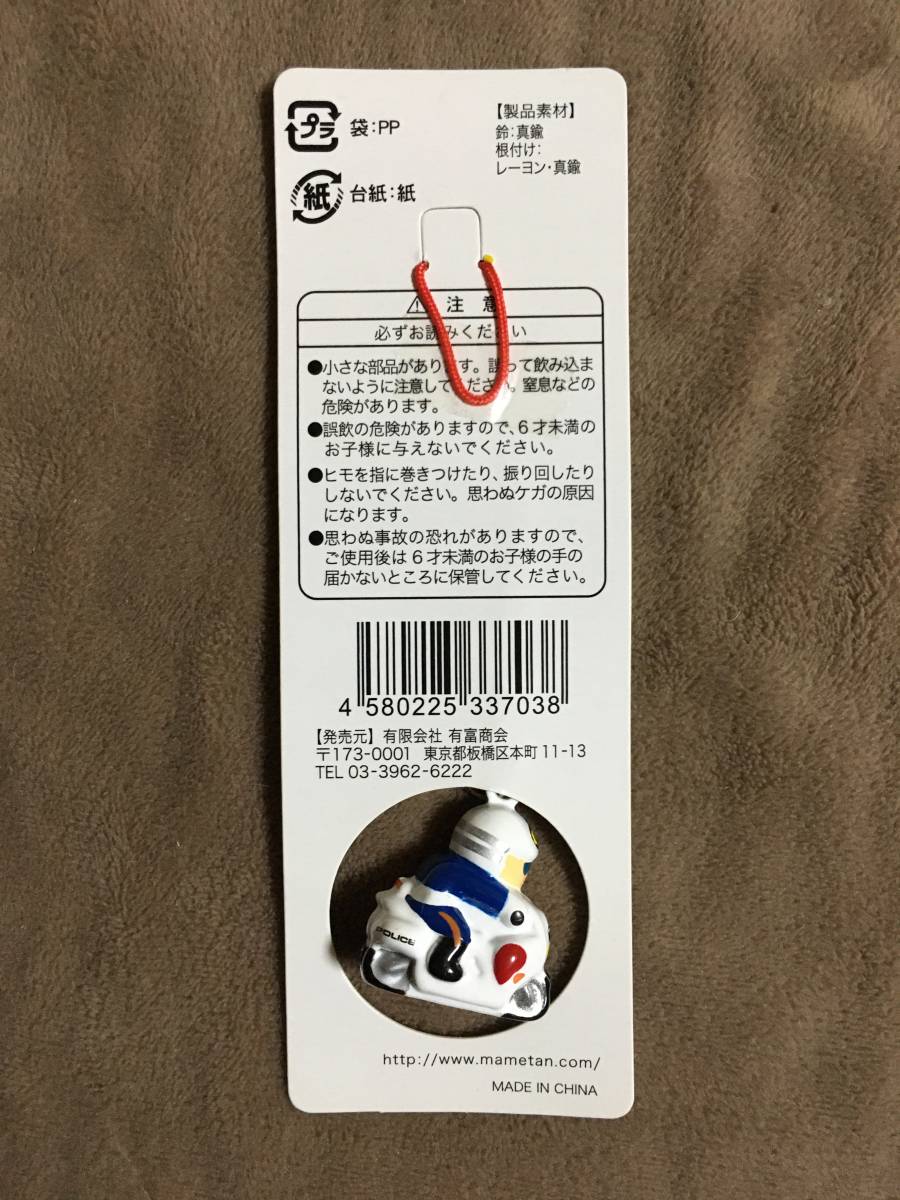 プラ 袋：PP
紙 台紙：紙
【製品素材】
鈴：真鍮
根付け：
レーヨン・真鍮
注意
必ずお読みください
●小さな部品があります。誤って飲み込ま
ないように注意してください。窒息などの
危険があります。
●誤飲の危険がありますので、6才未満の
お子様に与えないでください。
●ヒモを指に巻きつけたり、振り回したり
しないでください。思わぬケガの原因
になります。
●思わぬ事故の恐れがありますので、
ご使用後は6才未満のお子様の手の
届かないところに保管してください。
4 580225 337038
【発売元】有限会社 有富商会
〒173-0001 東京都板橋区本町11-13
TEL 03-3962-6222
POLICE
http://www.mametan.com/
MADE IN CHINA